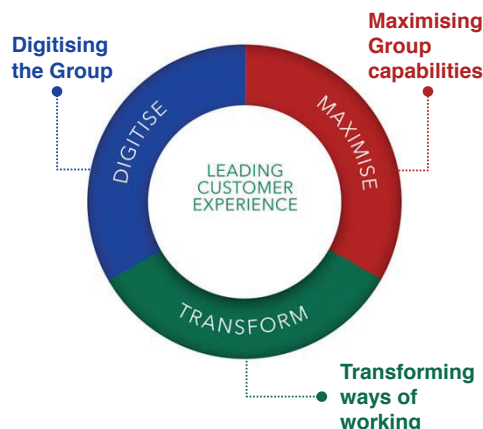 Digitising
the Group
Maximising
Group
capabilities
DIGITISE
MAXIMISE
LEADING
CUSTOMER
EXPERIENCE
TRANSFORM
Transforming
ways of
working